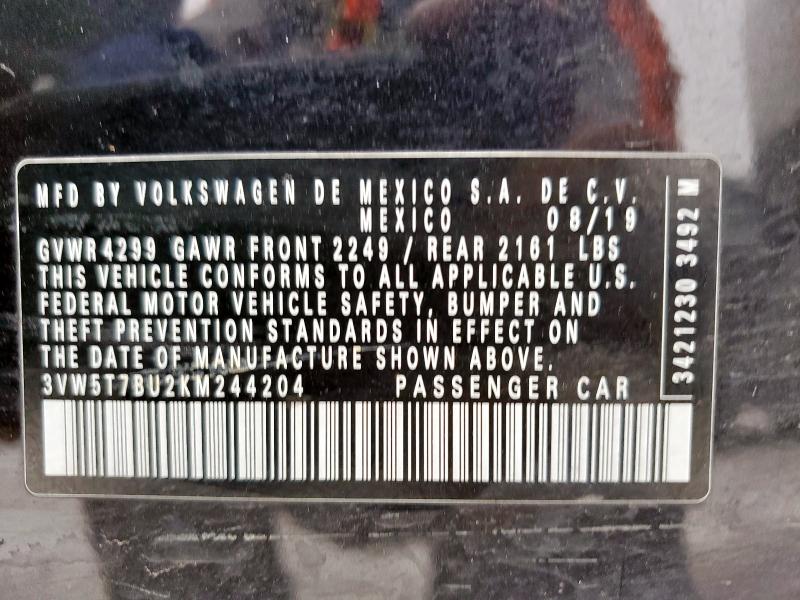 MFD BY VOLKSWAGEN DE MEXICO S.A. DE C.V.
MEXICO 08/19
GVWR 4299 GAWR FRONT 2249 / REAR 2161 LBS
THIS VEHICLE CONFORMS TO ALL APPLICABLE U.S.
FEDERAL MOTOR VEHICLE SAFETY, BUMPER AND
THEFT PREVENTION STANDARDS IN EFFECT ON
THE DATE OF MANUFACTURE SHOWN ABOVE.
3VW5T7BU2KM244204 PASSENGER CAR
3421230 3492 M